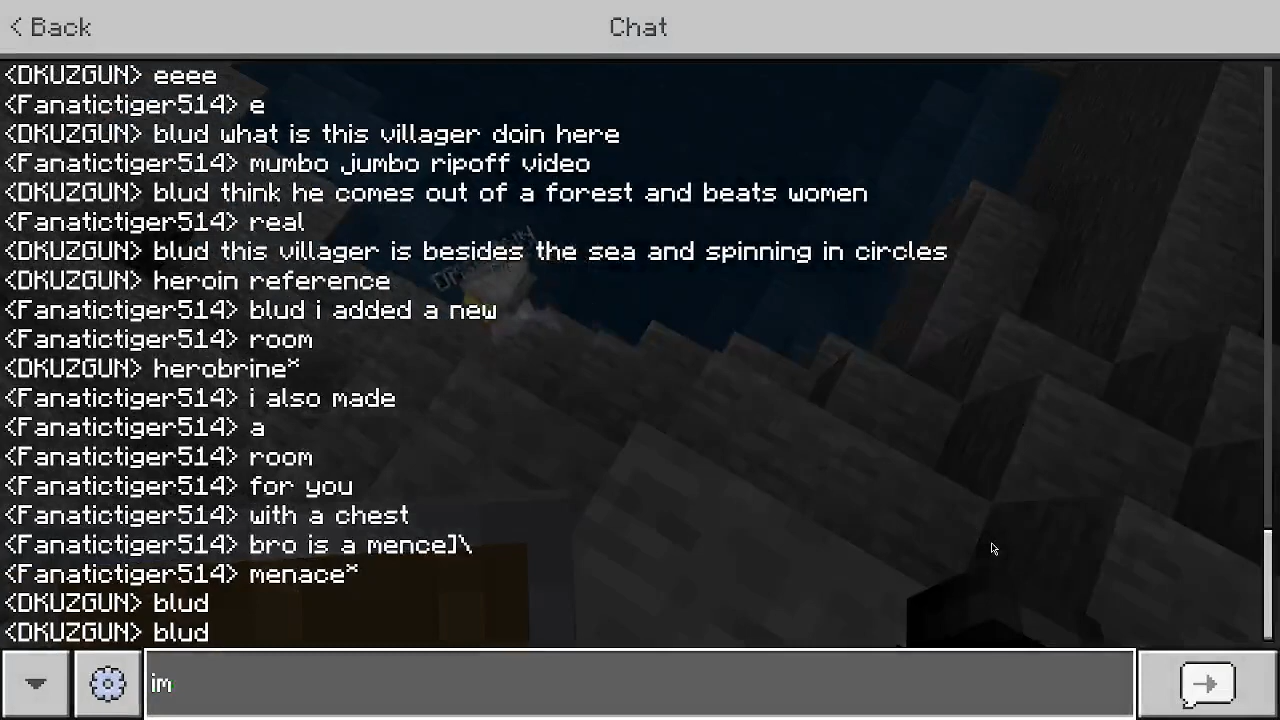 < Back
Chat
<DKUZGUN> eeee
<Fanatictiger514> e
<DKUZGUN> blud what is this villager doin here
<Fanatictiger514> mumbo jumbo ripoff video
<DKUZGUN> blud think he comes out of a forest and beats women
<Fanatictiger514> real
<DKUZGUN> blud this villager is besides the sea and spinning in circles
<DKUZGUN> heroin reference
<Fanatictiger514> blud i added a new
<Fanatictiger514> room
<DKUZGUN> herobrine*
<Fanatictiger514> i also made
<Fanatictiger514> a
<Fanatictiger514> room
<Fanatictiger514> for you
<Fanatictiger514> with a chest
<Fanatictiger514> bro is a mence]\
<Fanatictiger514> menace*
<DKUZGUN> blud
<DKUZGUN> blud
im